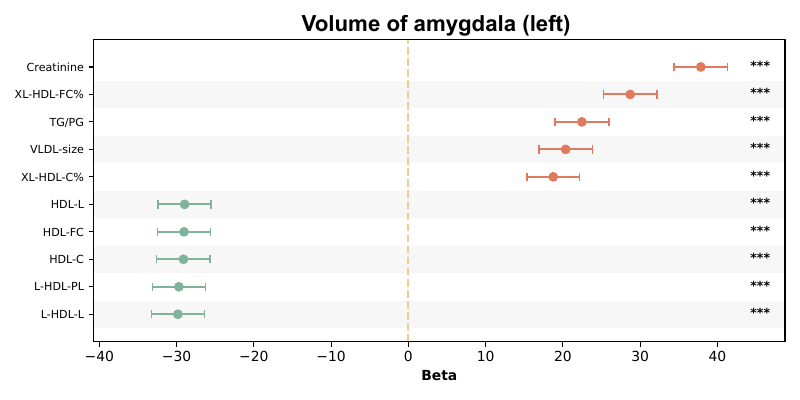 Volume of amygdala (left)
Creatinine ***
XL-HDL-FC% ***
TG/PG ***
VLDL-size ***
XL-HDL-C% ***
HDL-L ***
HDL-FC ***
HDL-C ***
L-HDL-PL ***
L-HDL-L ***
−40 −30 −20 −10 0 10 20 30 40
Beta